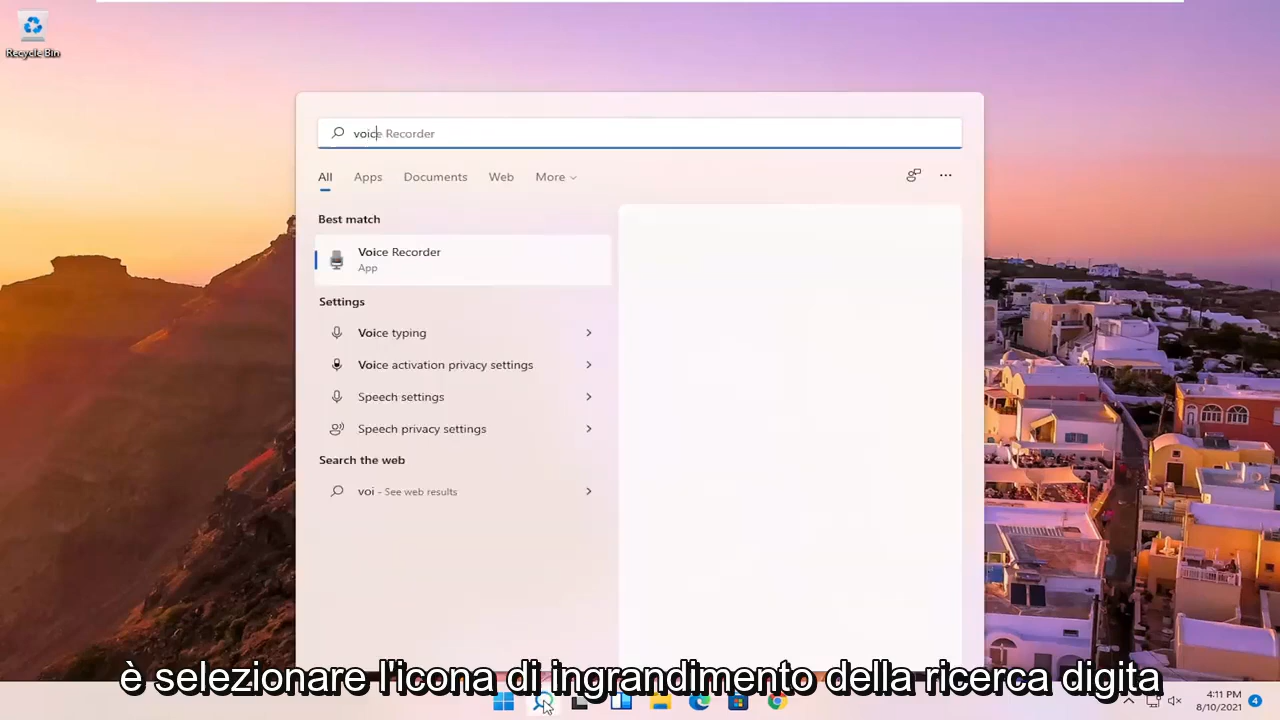 Recycle Bin
voice Recorder
All Apps Documents Web More
Best match
Voice Recorder
App
Settings
Voice typing
Voice activation privacy settings
Speech settings
Speech privacy settings
Search the web
voi - See web results
è selezionare l'icona di ingrandimento della ricerca digita
4:11 PM
8/10/2021
4